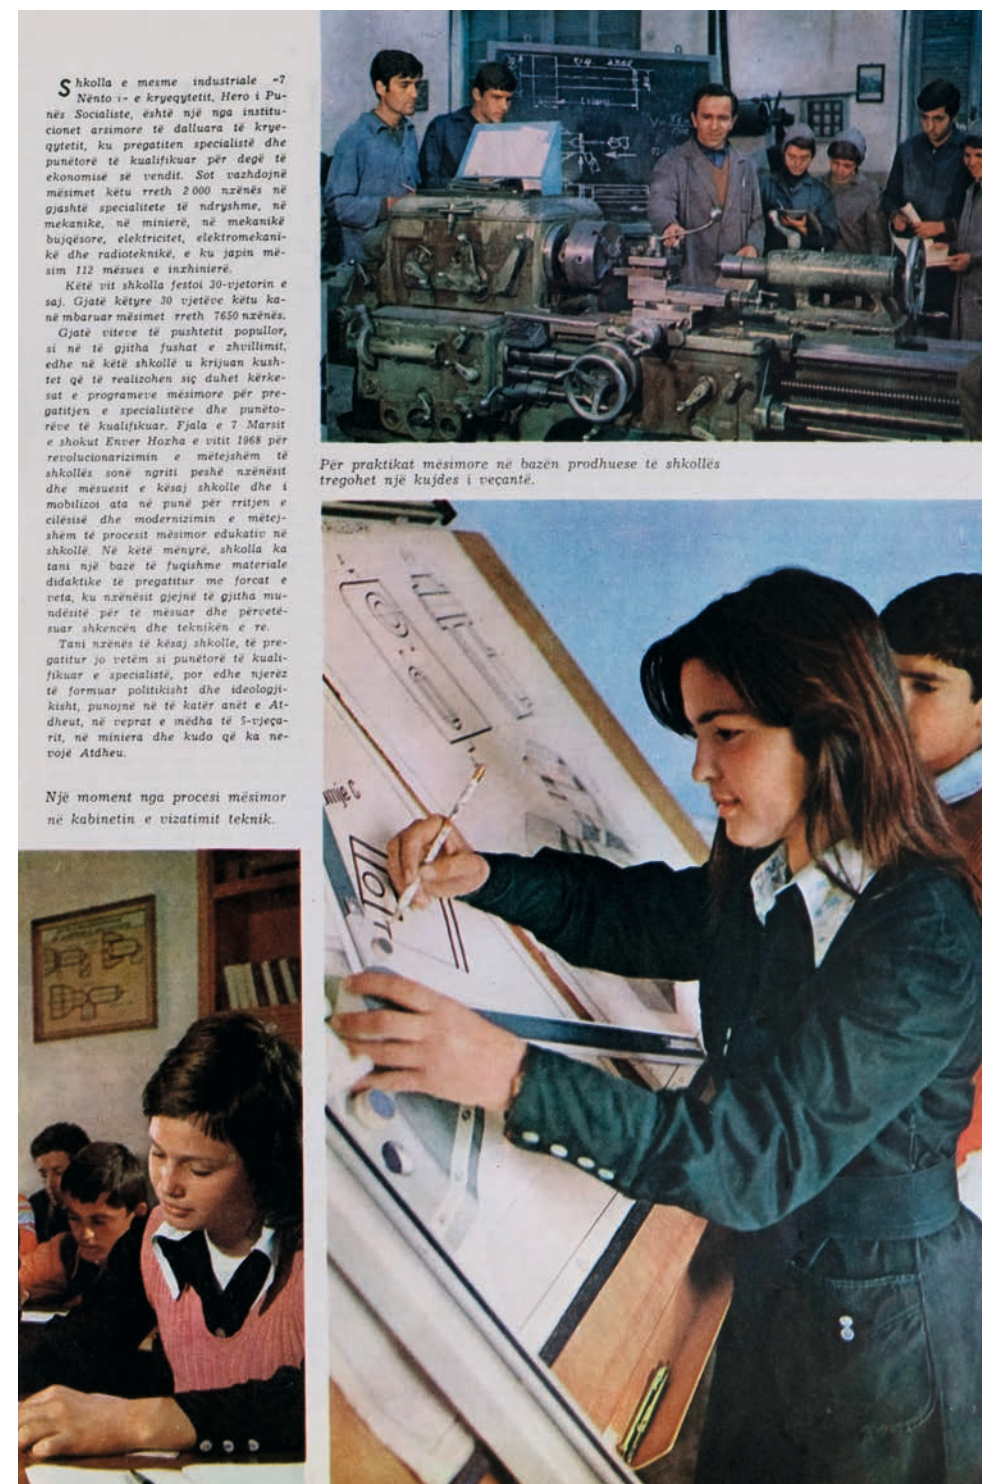 Shkolla e mesme industriale «7
Nëntori» e kryeqytetit, Hero i Pu-
nës Socialiste, është një nga institu-
cionet arsimore të dalluara të krye-
qytetit, ku pregatiten specialistë dhe
punëtorë të kualifikuar për degë të
ekonomisë së vendit. Sot vazhdojnë
mësimet këtu rreth 2 000 nxënës në
gjashtë specialitete të ndryshme, në
mekanike, në minierë, në mekanikë
bujqësore, elektricitet, elektromekani-
kë dhe radioteknikë, e ku japin më-
sim 112 mësues e inxhinierë.
Këtë vit shkolla festoi 30-vjetorin e
saj. Gjatë këtyre 30 vjetëve këtu ka-
në mbaruar mësimet rreth 7650 nxënës.
Gjatë viteve të pushtetit popullor,
si në të gjitha fushat e zhvillimit,
edhe në këtë shkollë u krijuan kush-
tet që të realizohen siç duhet kërke-
sat e programeve mësimore për pre-
gatitjen e specialistëve dhe punëto-
rëve të kualifikuar. Fjala e 7 Marsit
e shokut Enver Hoxha e vitit 1968 për
revolucionarizimin e mëtejshëm të
shkollës sonë ngriti peshë nxënësit
dhe mësuesit e kësaj shkolle dhe i
mobilizoi ata në punë për rritjen e
cilësisë dhe modernizimin e mëtej-
shëm të procesit mësimor edukativ në
shkollë. Në këtë mënyrë, shkolla ka
tani një bazë të fuqishme materiale
didaktike të pregatitur me forcat e
veta, ku nxënësit gjejnë të gjitha mu-
ndësitë për të mësuar dhe përvetë-
suar shkencën dhe teknikën e re.
Tani nxënës të kësaj shkolle, të pre-
gatitur jo vetëm si punëtorë të kuali-
fikuar e specialistë, por edhe njerëz
të formuar politikisht dhe ideologji-
kisht, punojnë në të katër anët e At-
dheut, në veprat e mëdha të 5-vjeça-
rit, në miniera dhe kudo që ka ne-
vojë Atdheu.
Një moment nga procesi mësimor
në kabinetin e vizatimit teknik.
Për praktikat mësimore në bazën prodhuese të shkollës
tregohet një kujdes i veçantë.